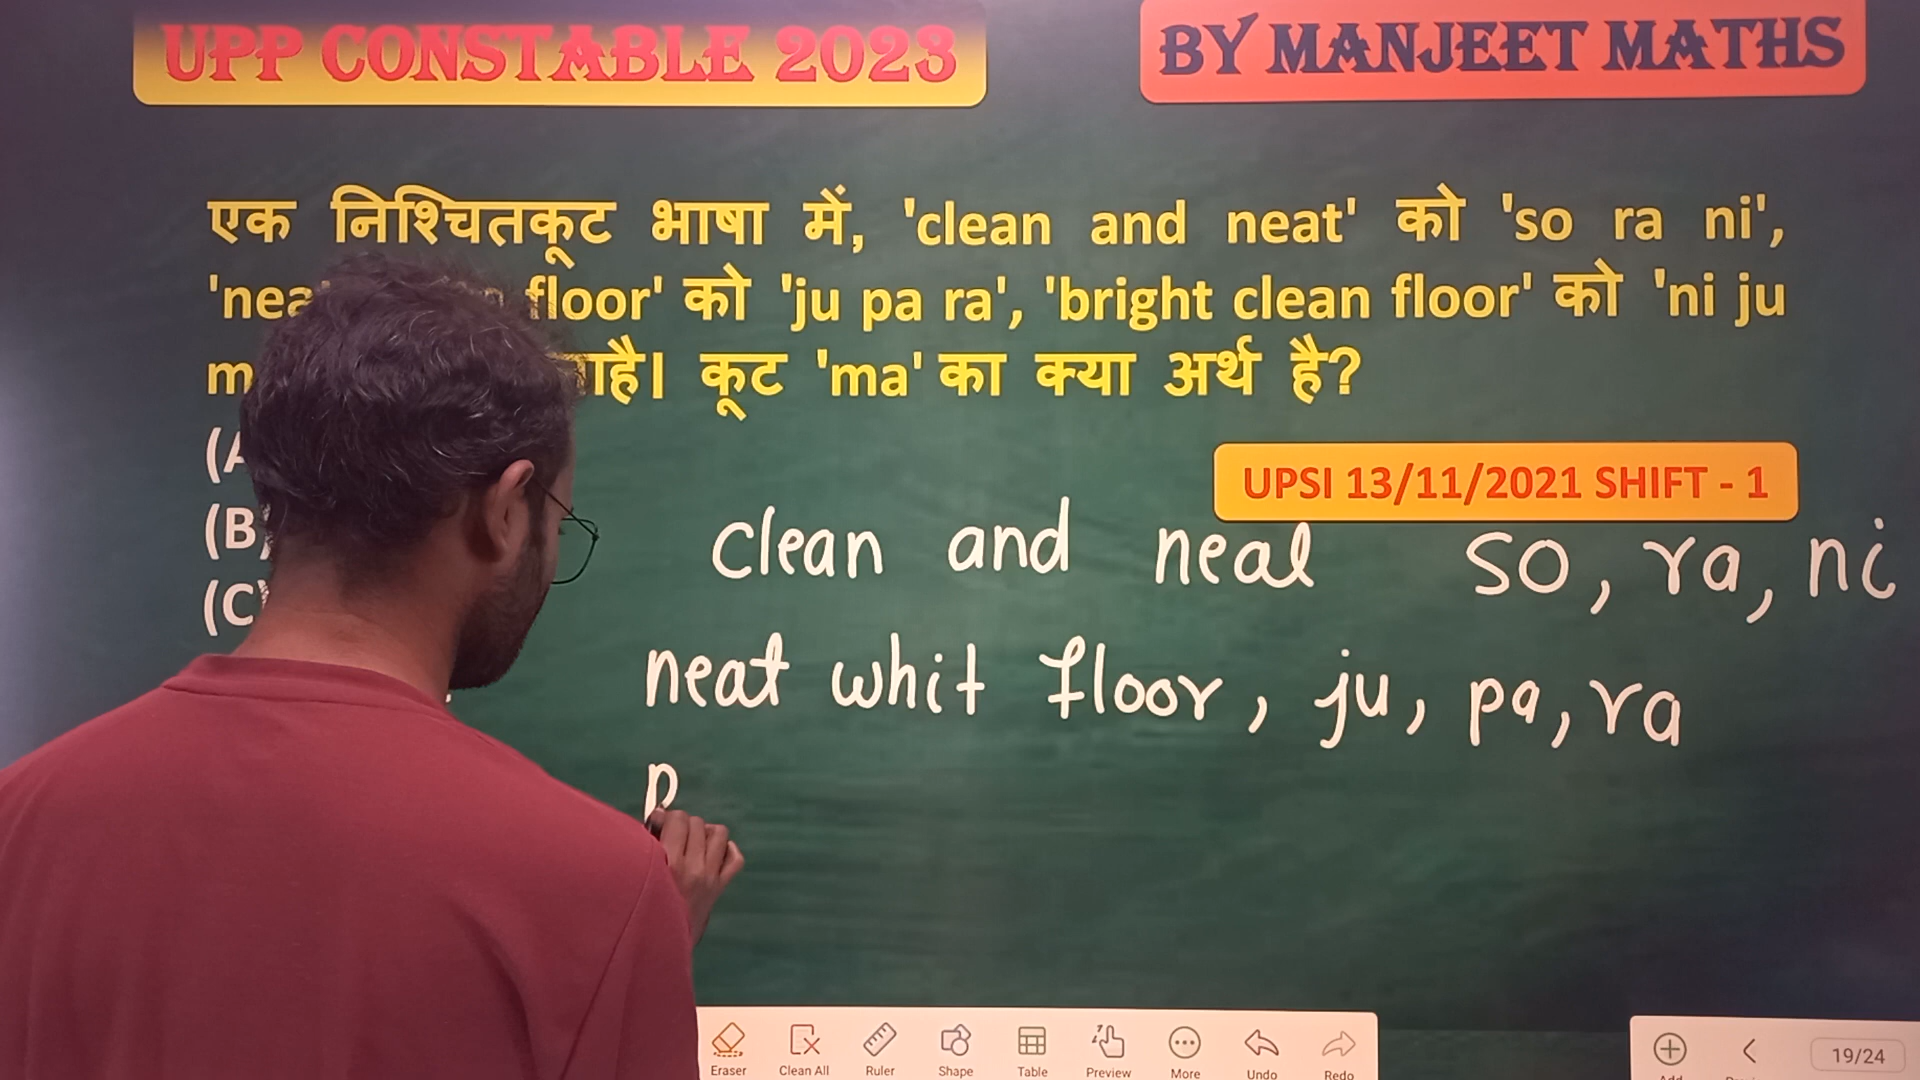 UPP CONSTABLE 2023
BY MANJEET MATHS
एक निश्चितकूट भाषा में, 'clean and neat' को 'so ra ni',
floor' को 'ju pa ra', 'bright clean floor' को 'ni ju
है। कूट 'ma' का क्या अर्थ है?
(A
(B)
(C)
UPSI 13/11/2021 SHIFT - 1
clean and neat so, ra, ni
neat whit floor, ju, pa, ra
Eraser Clean All Ruler Shape Table Preview More Undo Redo
19/24